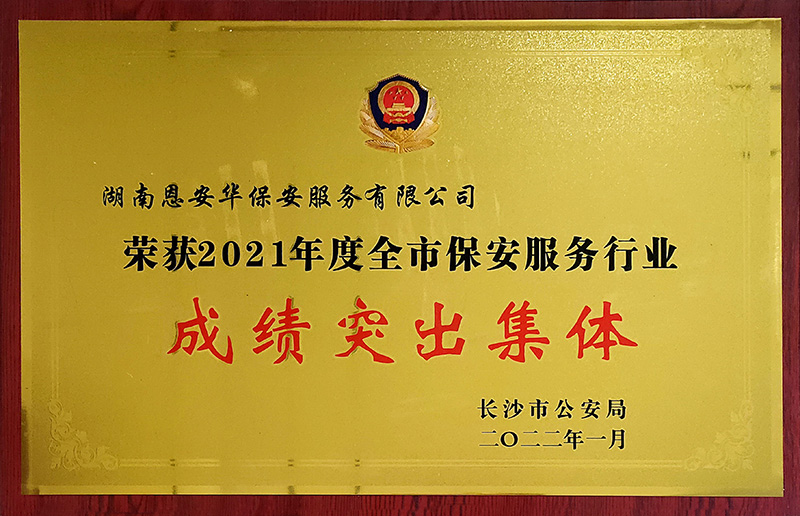 湖南恩安华保安服务有限公司
荣获2021年度全市保安服务行业
成绩突出集体
长沙市公安局
二〇二二年一月